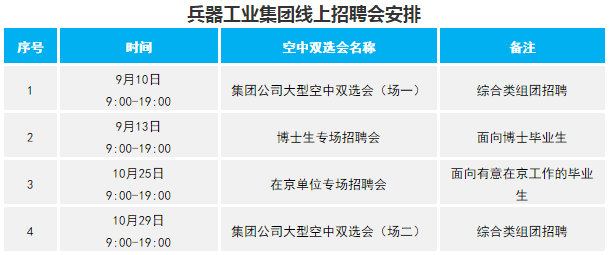 兵器工业集团线上招聘会安排
序号 时间 空中双选会名称 备注
1 9月10日 9:00-19:00 集团公司大型空中双选会（场一） 综合类组团招聘
2 9月13日 9:00-19:00 博士生专场招聘会 面向博士毕业生
3 10月25日 9:00-19:00 在京单位专场招聘会 面向有意在京工作的毕业生
4 10月29日 9:00-19:00 集团公司大型空中双选会（场二） 综合类组团招聘